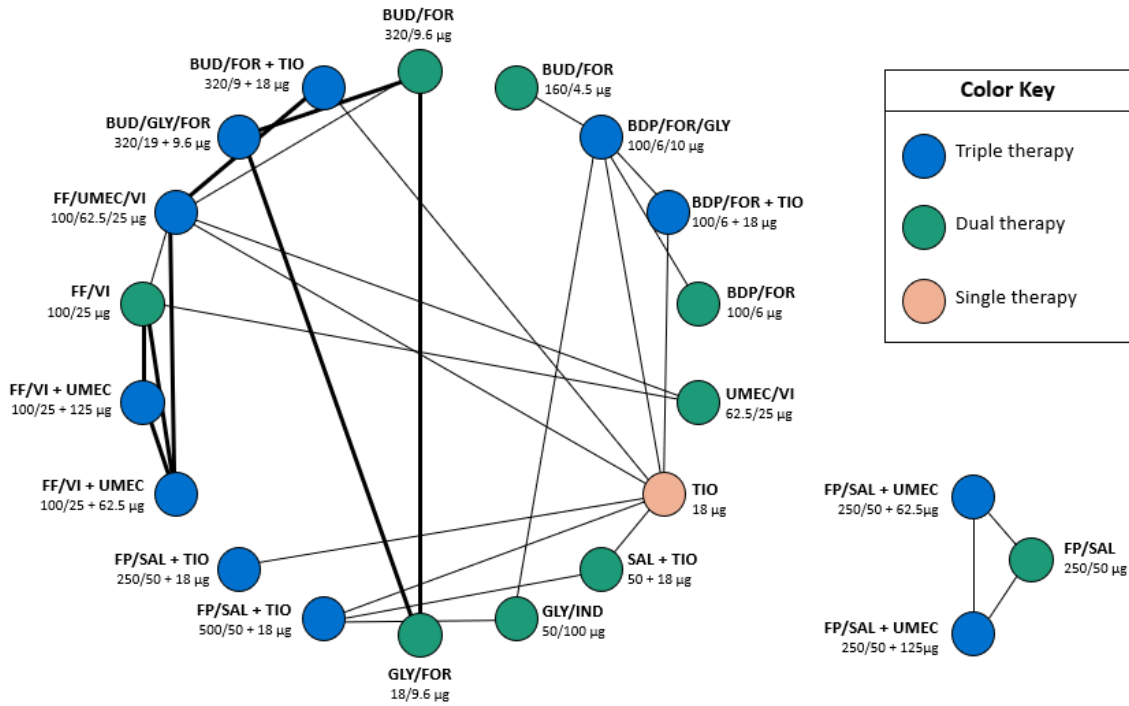 BUD/FOR
320/9.6 µg
BUD/FOR + TIO
320/9 + 18 µg
BUD/GLY/FOR
320/19 + 9.6 µg
FF/UMEC/VI
100/62.5/25 µg
FF/VI
100/25 µg
FF/VI + UMEC
100/25 + 125 µg
FF/VI + UMEC
100/25 + 62.5 µg
FP/SAL + TIO
250/50 + 18 µg
FP/SAL + TIO
500/50 + 18 µg
GLY/FOR
18/9.6 µg
BUD/FOR
160/4.5 µg
BDP/FOR/GLY
100/6/10 µg
BDP/FOR + TIO
100/6 + 18 µg
BDP/FOR
100/6 µg
UMEC/VI
62.5/25 µg
TIO
18 µg
SAL + TIO
50 + 18 µg
GLY/IND
50/100 µg
Color Key
Triple therapy
Dual therapy
Single therapy
FP/SAL + UMEC
250/50 + 62.5µg
FP/SAL
250/50 µg
FP/SAL + UMEC
250/50 + 125µg